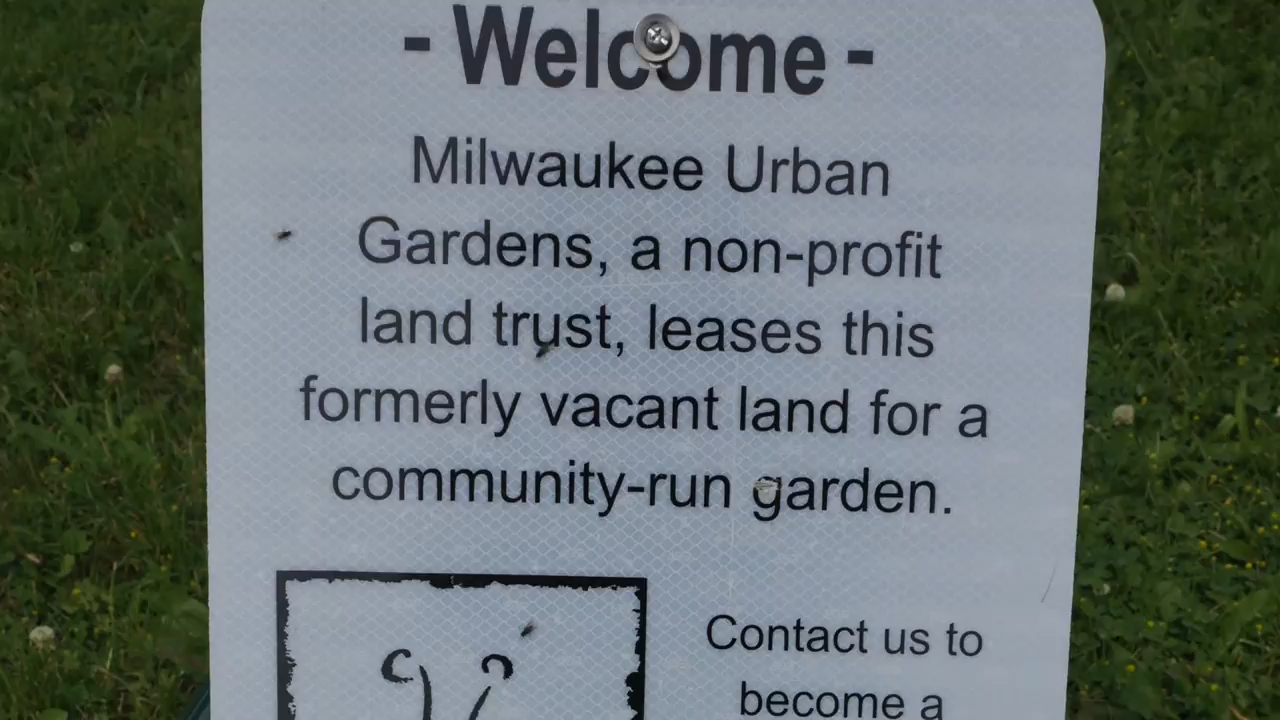 - Welcome -
Milwaukee Urban
Gardens, a non-profit
land trust, leases this
formerly vacant land for a
community-run garden.
Contact us to
become a